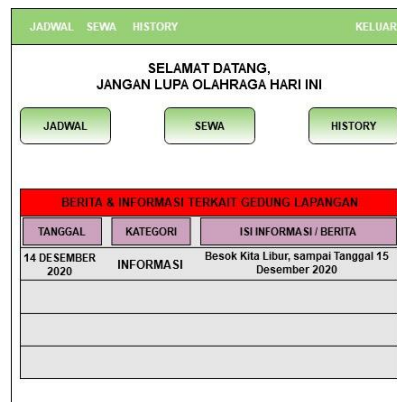 JADWAL SEWA HISTORY KELUAR
SELAMAT DATANG,
JANGAN LUPA OLAHRAGA HARI INI
JADWAL SEWA HISTORY
BERITA & INFORMASI TERKAIT GEDUNG LAPANGAN
TANGGAL KATEGORI ISI INFORMASI / BERITA
14 DESEMBER 2020 INFORMASI Besok Kita Libur, sampai Tanggal 15 Desember 2020